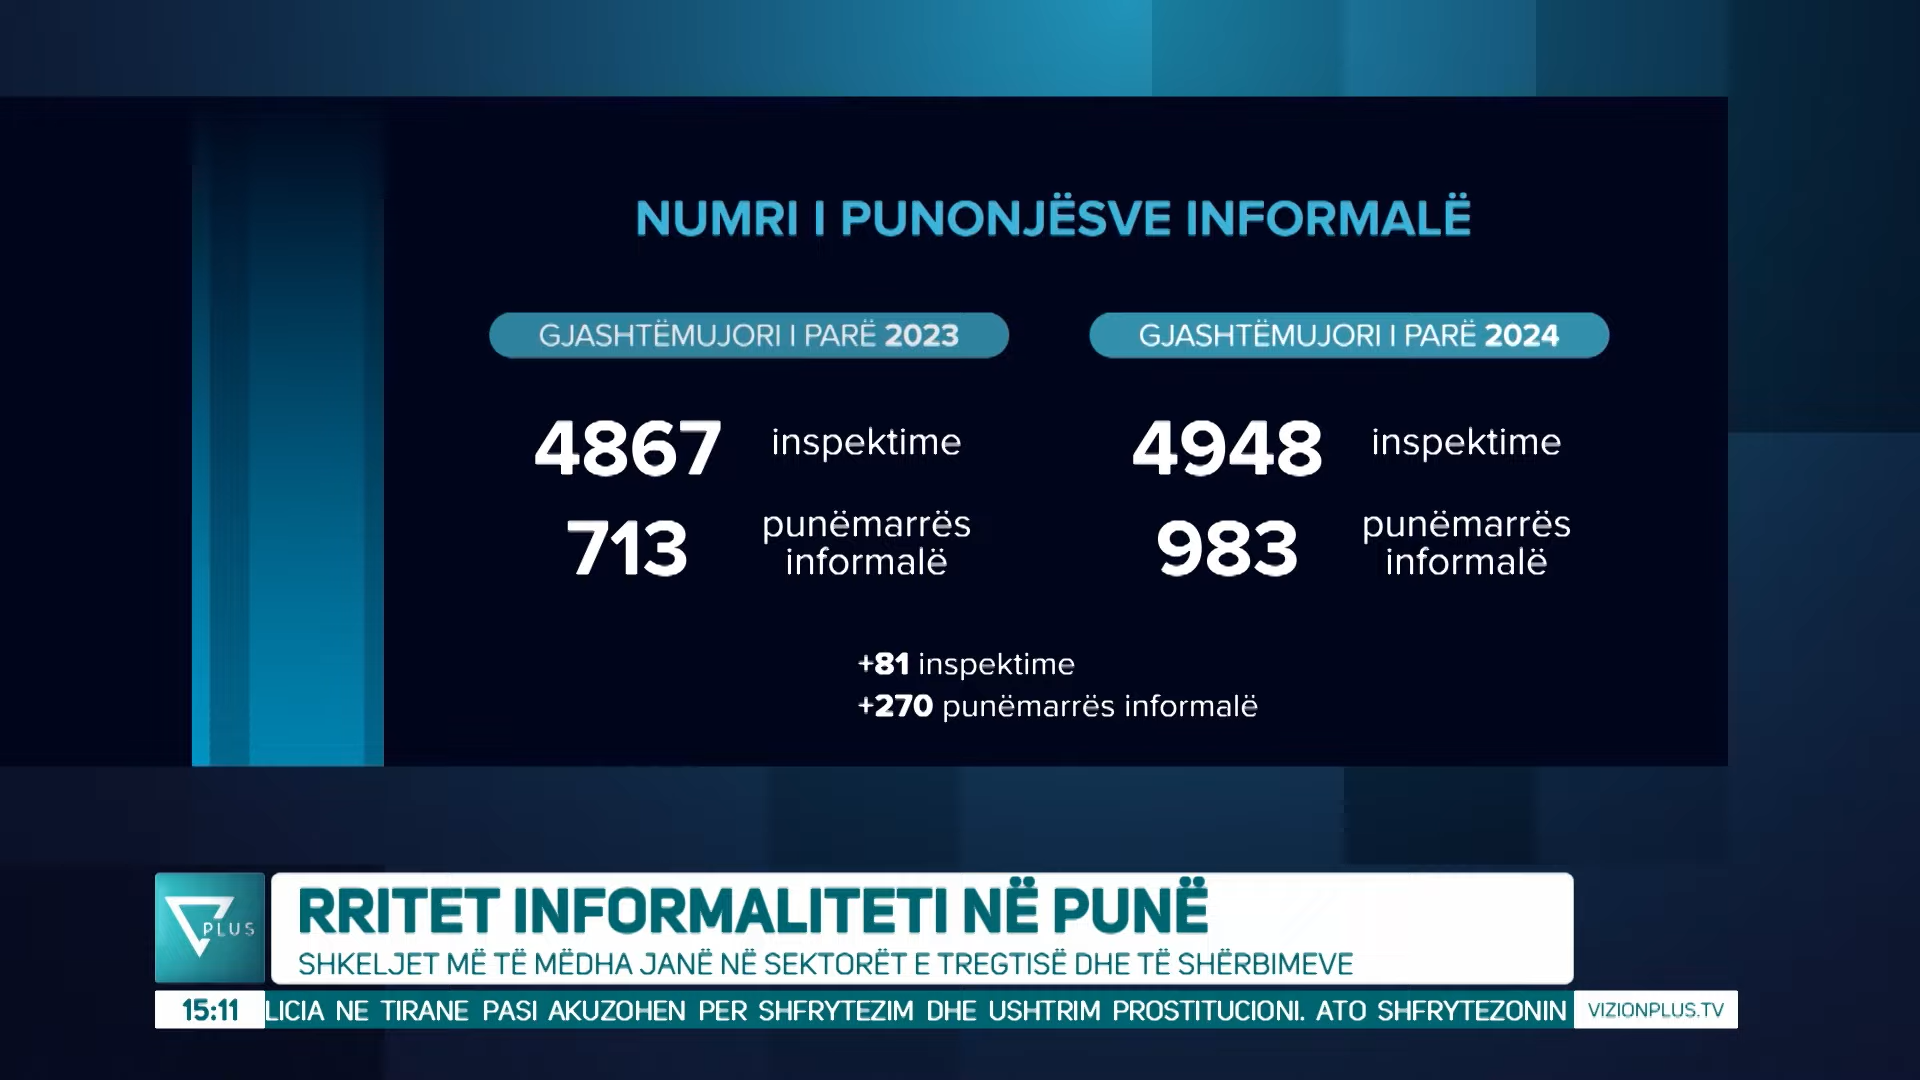 NUMRI I PUNONJËSVE INFORMALË
GJASHTËMUJORI I PARË 2023
4867 inspektime
713 punëmarrës
informalë
GJASHTËMUJORI I PARË 2024
4948 inspektime
983 punëmarrës
informalë
+81 inspektime
+270 punëmarrës informalë
PLUS
RRITET INFORMALITETI NË PUNË
SHKELJET MË TË MËDHA JANË NË SEKTORËT E TREGTISË DHE TË SHËRBIMEVE
15:11 LICIA NE TIRANE PASI AKUZOHEN PER SHFRYTEZIM DHE USHTRIM PROSTITUCIONI. ATO SHFRYTEZONIN VIZIONPLUS.TV